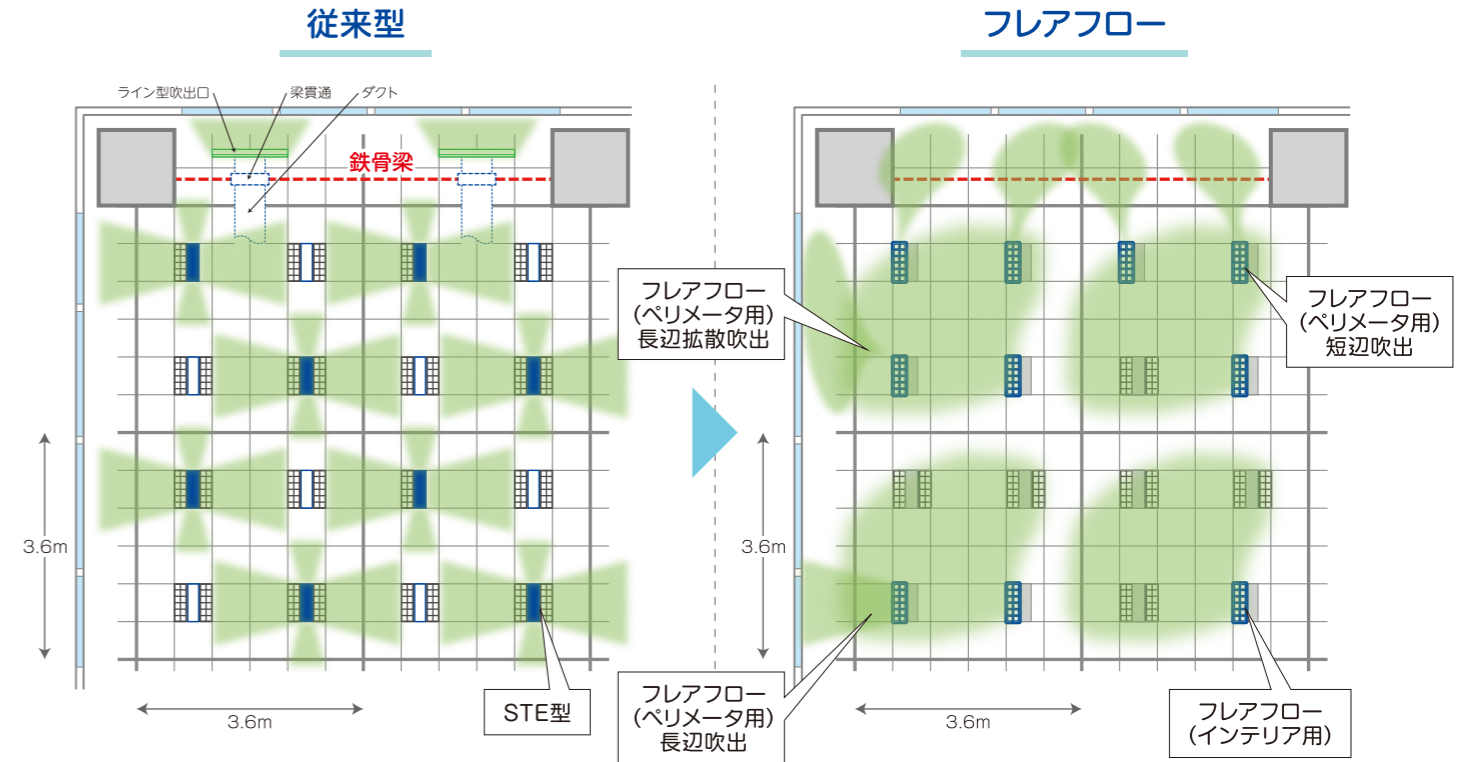 従来型
フレアフロー
ライン型吹出口
梁貫通
ダクト
鉄骨梁
フレアフロー
(ペリメータ用)
長辺拡散吹出
フレアフロー
(ペリメータ用)
短辺吹出
3.6m
3.6m
3.6m
STE型
フレアフロー
(ペリメータ用)
長辺吹出
3.6m
フレアフロー
(インテリア用)